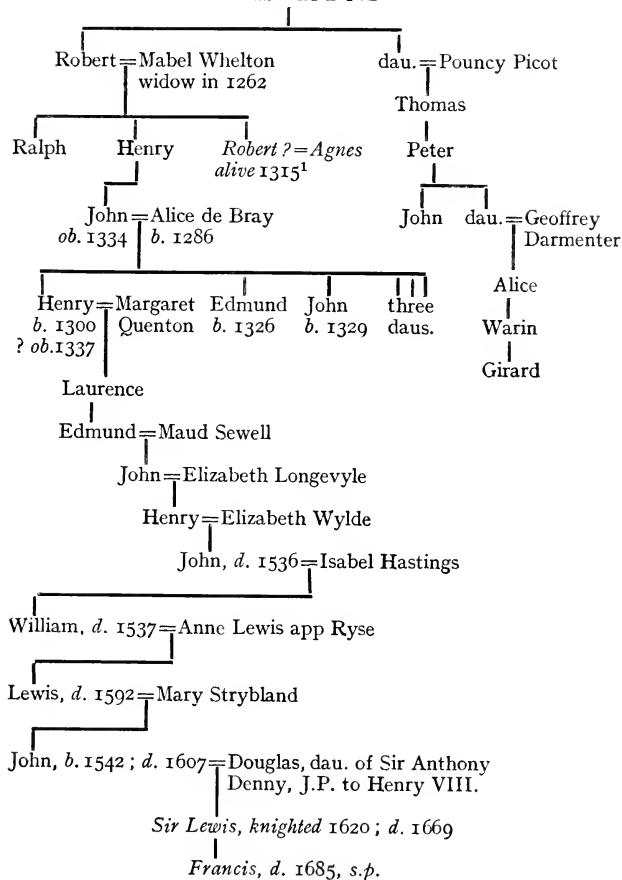 Robert = Mabel Whelton dau. = Pouncy Picot
widow in 1262
Thomas
Ralph Henry Robert ? = Agnes Peter
alive 1315¹
John = Alice de Bray John dau. = Geoffrey
ob. 1334 b. 1286 Darmenter
Alice
Henry = Margaret Edmund John three
b. 1300 Quenton b. 1326 b. 1329 daus. Warin
? ob. 1337
Girard
Laurence
Edmund = Maud Sewell
John = Elizabeth Longevyle
Henry = Elizabeth Wylde
John, d. 1536 = Isabel Hastings
William, d. 1537 = Anne Lewis app Ryse
Lewis, d. 1592 = Mary Strybland
John, b. 1542 ; d. 1607 = Douglas, dau. of Sir Anthony
Denny, J.P. to Henry VIII.
Sir Lewis, knighted 1620 ; d. 1669
Francis, d. 1685, s.p.